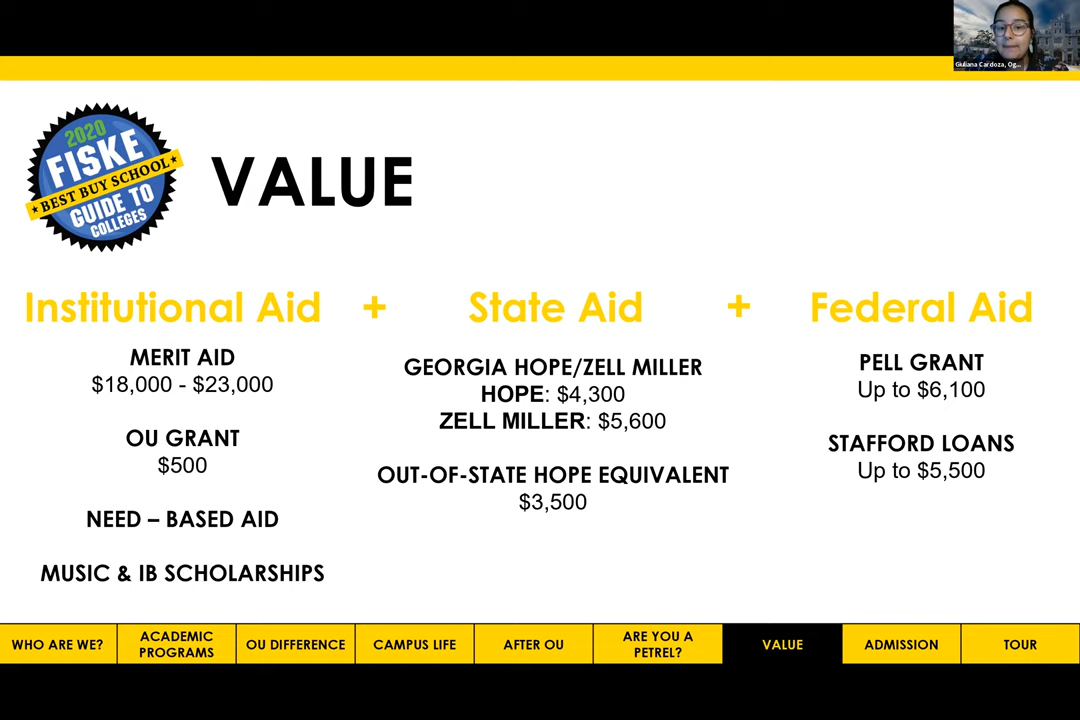 Giuliana Cardoza, Og...
2020
FISKE
BEST BUY SCHOOL
GUIDE TO
COLLEGES
VALUE
Institutional Aid + State Aid + Federal Aid
MERIT AID
$18,000 - $23,000
OU GRANT
$500
NEED – BASED AID
MUSIC & IB SCHOLARSHIPS
GEORGIA HOPE/ZELL MILLER
HOPE: $4,300
ZELL MILLER: $5,600
OUT-OF-STATE HOPE EQUIVALENT
$3,500
PELL GRANT
Up to $6,100
STAFFORD LOANS
Up to $5,500
WHO ARE WE?
ACADEMIC
PROGRAMS
OU DIFFERENCE
CAMPUS LIFE
AFTER OU
ARE YOU A
PETREL?
VALUE
ADMISSION
TOUR